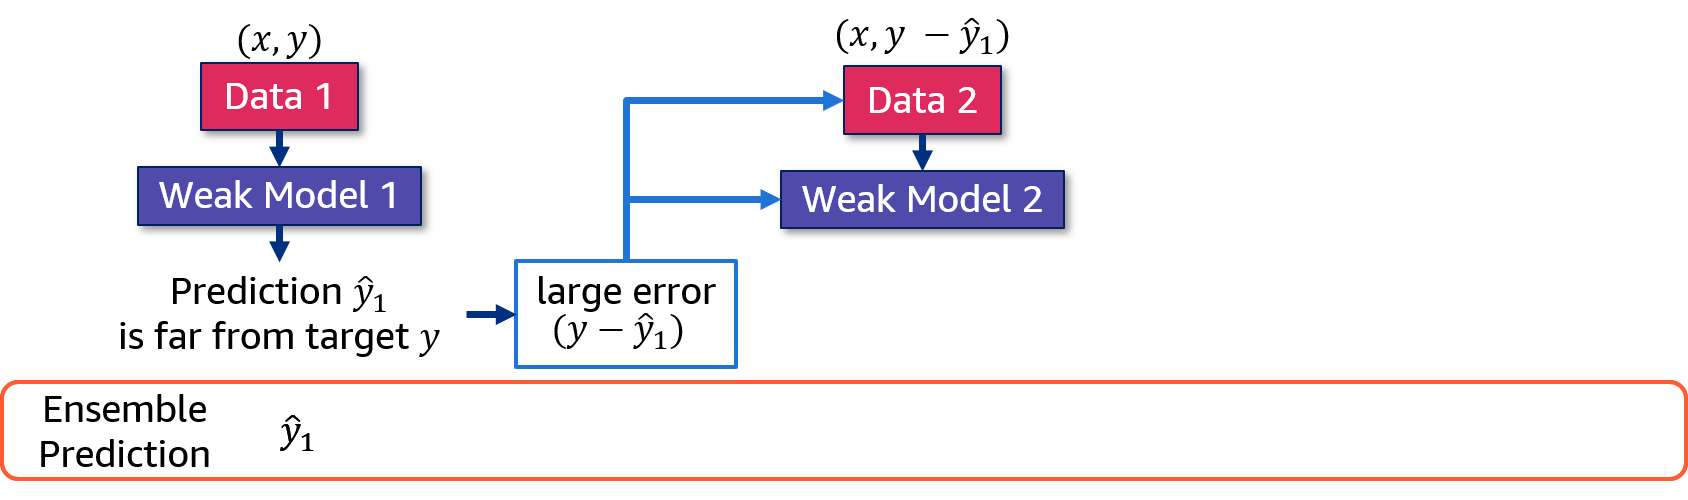 (x, y)
Data 1
Weak Model 1
Prediction ŷ₁
is far from target y
large error
(y − ŷ₁)
(x, y − ŷ₁)
Data 2
Weak Model 2
Ensemble
Prediction
ŷ₁